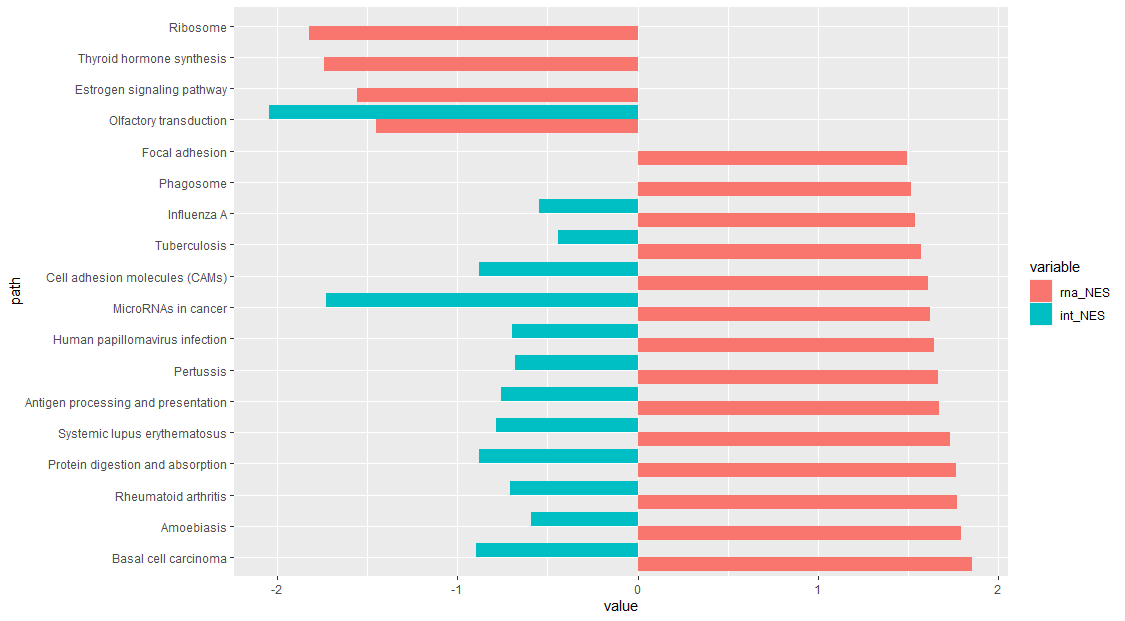 Ribosome
Thyroid hormone synthesis
Estrogen signaling pathway
Olfactory transduction
Focal adhesion
Phagosome
Influenza A
Tuberculosis
Cell adhesion molecules (CAMs)
MicroRNAs in cancer
Human papillomavirus infection
Pertussis
Antigen processing and presentation
Systemic lupus erythematosus
Protein digestion and absorption
Rheumatoid arthritis
Amoebiasis
Basal cell carcinoma
path
-2 -1 0 1 2
value
variable
rna_NES
int_NES